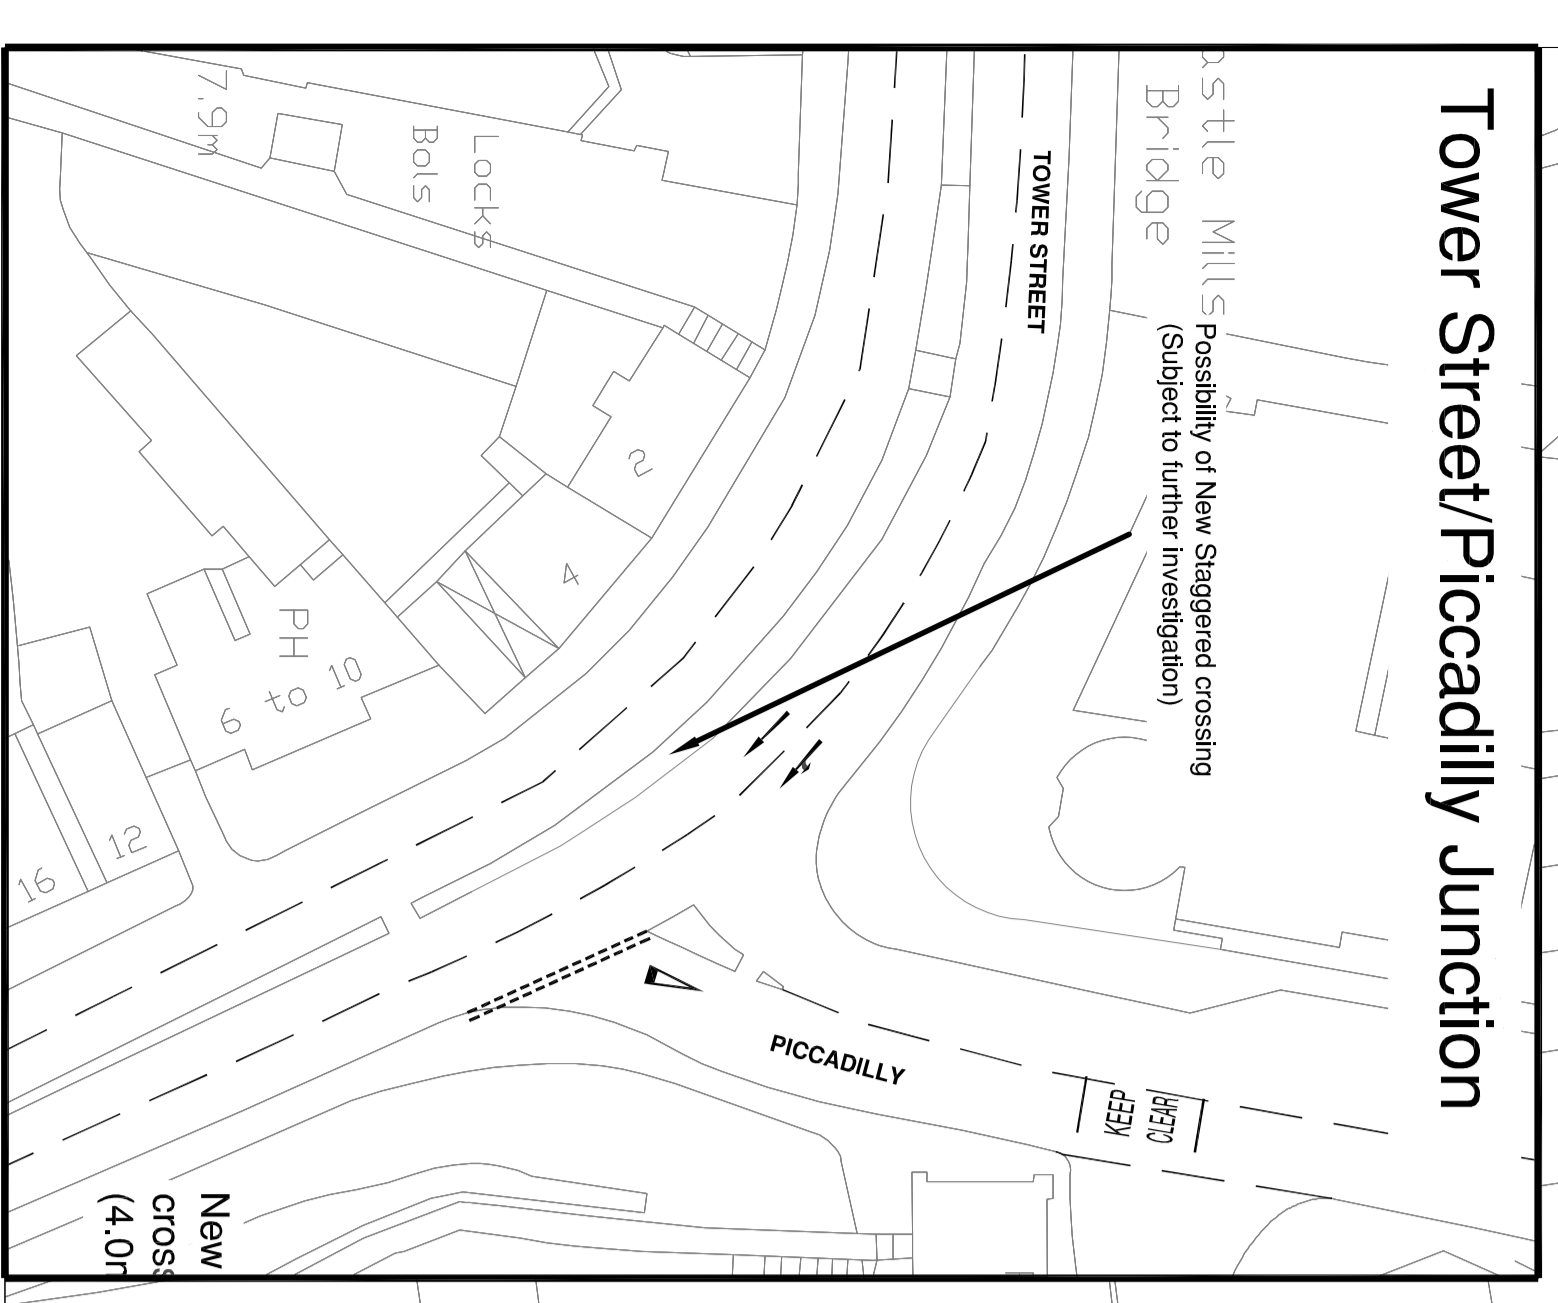 Tower Street/Piccadilly Junction
astle Mills
Bridge
Possibility of New Staggered crossing
(Subject to further investigation)
TOWER STREET
Locks
Bols
7.9m
2
4
PH
6 to 10
12
16
PICCADILLY
KEEP
CLEAR
New
cross
(4.0m